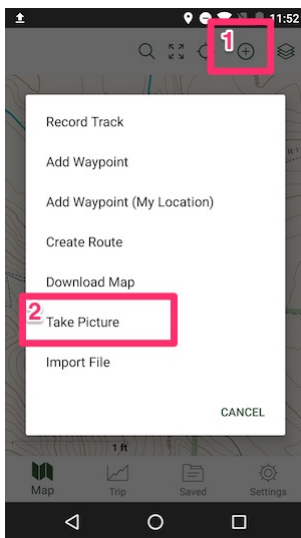 11:52
1
Record Track
Add Waypoint
Add Waypoint (My Location)
Create Route
Download Map
2
Take Picture
Import File
CANCEL
1 ft
Map
Trip
Saved
Settings